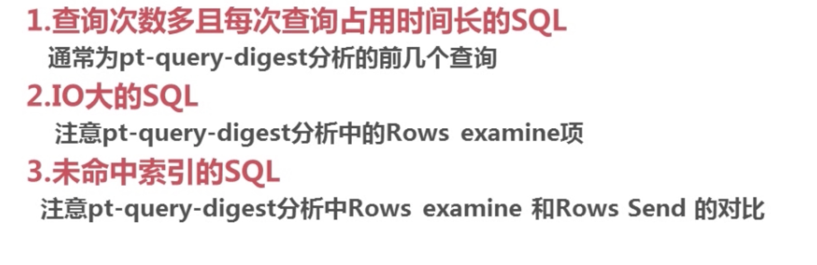 1.查询次数多且每次查询占用时间长的SQL
通常为pt-query-digest分析的前几个查询
2.IO大的SQL
注意pt-query-digest分析中的Rows examine项
3.未命中索引的SQL
注意pt-query-digest分析中Rows examine 和Rows Send 的对比